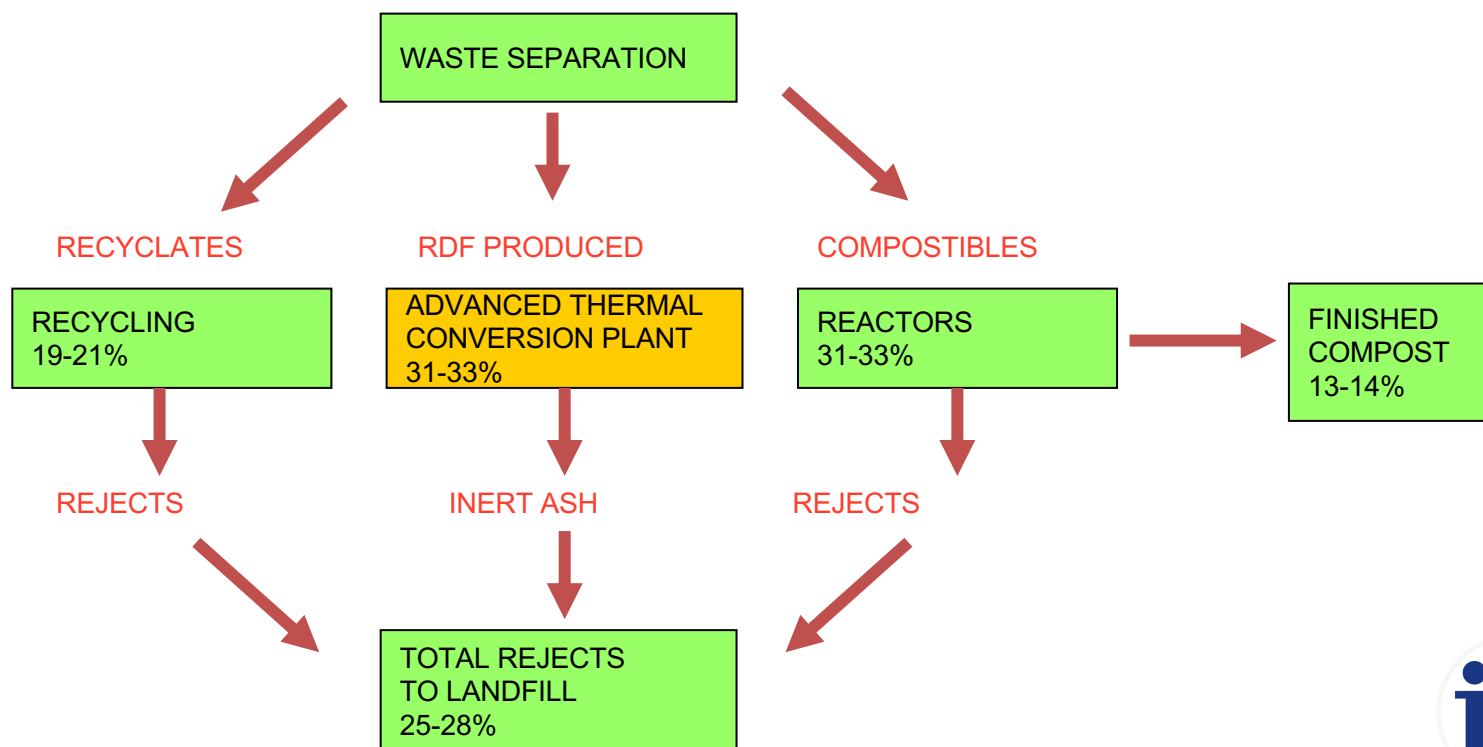 WASTE SEPARATION
RECYCLATES
RDF PRODUCED
COMPOSTIBLES
RECYCLING
19-21%
ADVANCED THERMAL
CONVERSION PLANT
31-33%
REACTORS
31-33%
FINISHED
COMPOST
13-14%
REJECTS
INERT ASH
REJECTS
TOTAL REJECTS
TO LANDFILL
25-28%
i